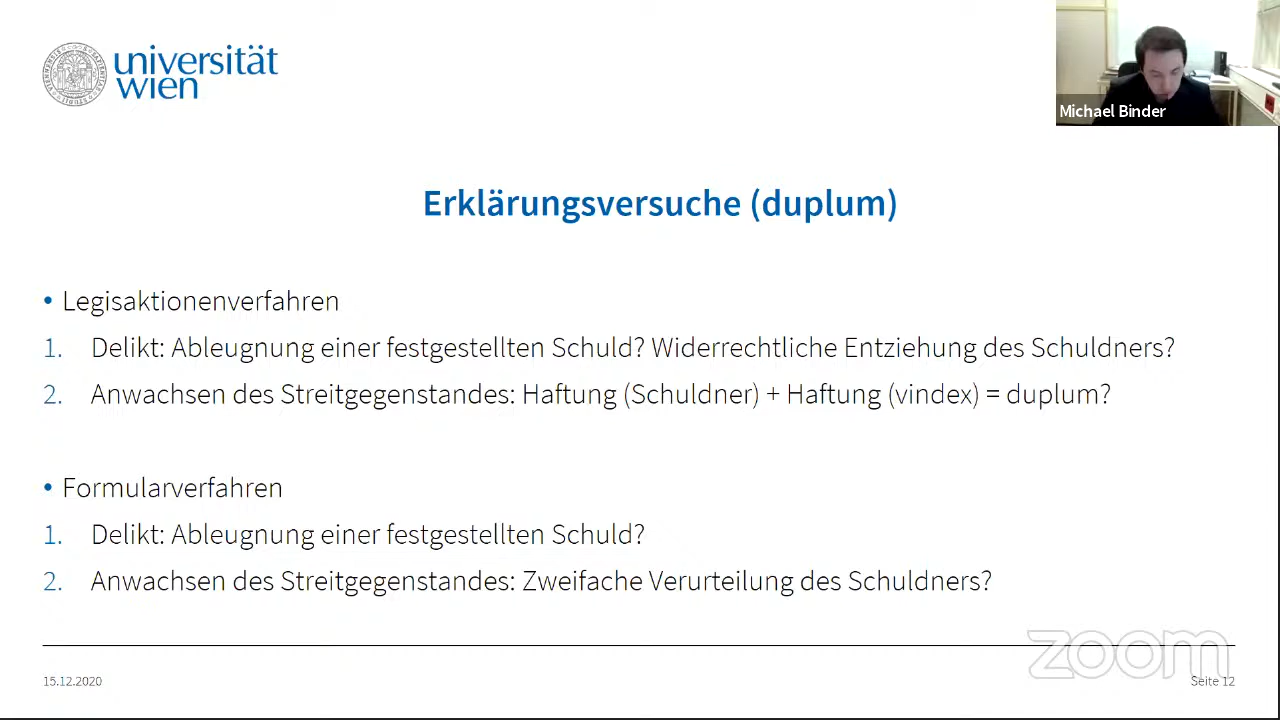 universität
wien
Michael Binder
Erklärungsversuche (duplum)
• Legisaktionenverfahren
1. Delikt: Ableugnung einer festgestellten Schuld? Widerrechtliche Entziehung des Schuldners?
2. Anwachsen des Streitgegenstandes: Haftung (Schuldner) + Haftung (vindex) = duplum?
• Formularverfahren
1. Delikt: Ableugnung einer festgestellten Schuld?
2. Anwachsen des Streitgegenstandes: Zweifache Verurteilung des Schuldners?
zoom
15.12.2020
Seite 12